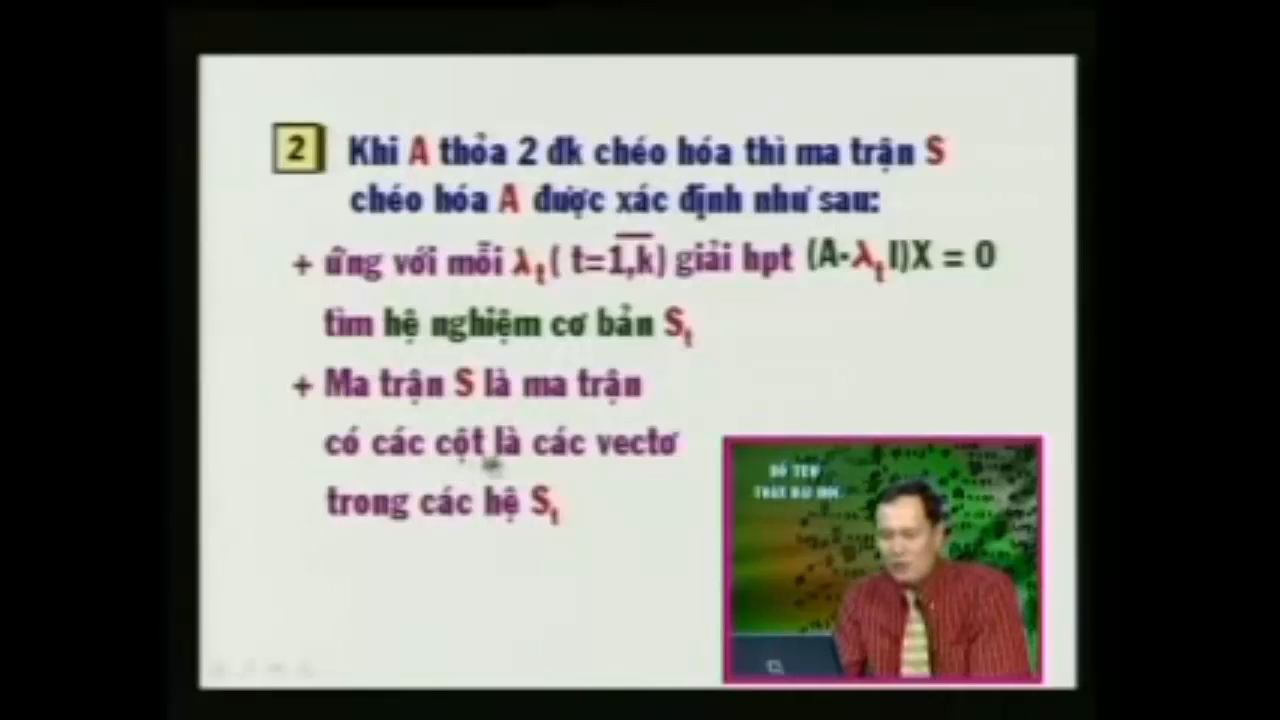 2 Khi A thỏa 2 đk chéo hóa thì ma trận S
chéo hóa A được xác định như sau:
+ ứng với mỗi λt ( t=1,k) giải hpt (A-λt I)X = 0
tìm hệ nghiệm cơ bản St
+ Ma trận S là ma trận
có các cột là các vectơ
trong các hệ St